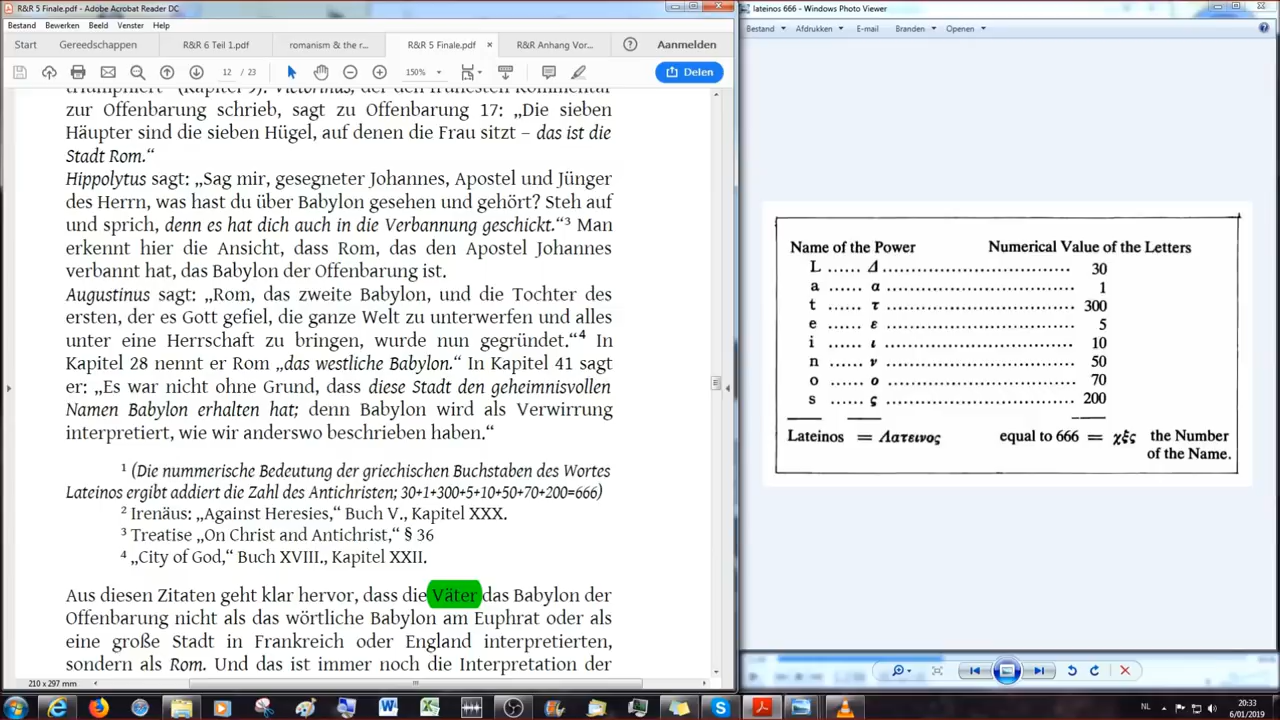 R&R 5 Finale.pdf - Adobe Acrobat Reader DC
Bestand Bewerken Beeld Venster Help
Start Gereedschappen R&R 6 Teil 1.pdf romanism & the r... R&R 5 Finale.pdf × R&R Anhang Vor... Aanmelden
12 / 23 150% Delen
triumphiert“ (Kapitel 9). Victorinus, der den frühesten Kommentar
zur Offenbarung schrieb, sagt zu Offenbarung 17: „Die sieben
Häupter sind die sieben Hügel, auf denen die Frau sitzt – das ist die
Stadt Rom.“
Hippolytus sagt: „Sag mir, gesegneter Johannes, Apostel und Jünger
des Herrn, was hast du über Babylon gesehen und gehört? Steh auf
und sprich, denn es hat dich auch in die Verbannung geschickt.“³ Man
erkennt hier die Ansicht, dass Rom, das den Apostel Johannes
verbannt hat, das Babylon der Offenbarung ist.
Augustinus sagt: „Rom, das zweite Babylon, und die Tochter des
ersten, der es Gott gefiel, die ganze Welt zu unterwerfen und alles
unter eine Herrschaft zu bringen, wurde nun gegründet.“⁴ In
Kapitel 28 nennt er Rom „das westliche Babylon.“ In Kapitel 41 sagt
er: „Es war nicht ohne Grund, dass diese Stadt den geheimnisvollen
Namen Babylon erhalten hat; denn Babylon wird als Verwirrung
interpretiert, wie wir anderswo beschrieben haben.“
¹ (Die nummerische Bedeutung der griechischen Buchstaben des Wortes
Lateinos ergibt addiert die Zahl des Antichristen; 30+1+300+5+10+50+70+200=666)
² Irenäus: „Against Heresies,“ Buch V., Kapitel XXX.
³ Treatise „On Christ and Antichrist,“ § 36
⁴ „City of God,“ Buch XVIII., Kapitel XXII.
Aus diesen Zitaten geht klar hervor, dass die Väter das Babylon der
Offenbarung nicht als das wörtliche Babylon am Euphrat oder als
eine große Stadt in Frankreich oder England interpretierten,
sondern als Rom. Und das ist immer noch die Interpretation der
210 x 297 mm
lateinos 666 - Windows Photo Viewer
Bestand Afdrukken E-mail Branden Openen
Name of the Power Numerical Value of the Letters
L ...... Λ ...................................... 30
a ...... α ...................................... 1
t ...... τ ...................................... 300
e ...... ε ...................................... 5
i ...... ι ...................................... 10
n ...... ν ...................................... 50
o ...... ο ...................................... 70
s ...... ς ...................................... 200
Lateinos = Λατεινος equal to 666 = χξς the Number
of the Name.
NL 20:33
6/01/2019